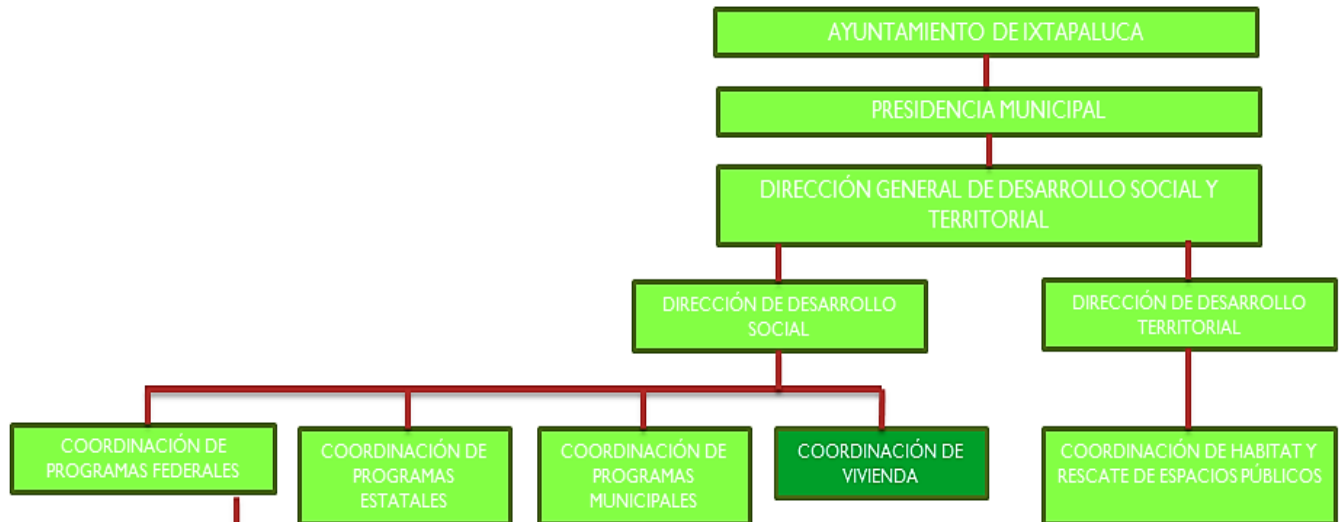 AYUNTAMIENTO DE IXTAPALUCA
PRESIDENCIA MUNICIPAL
DIRECCIÓN GENERAL DE DESARROLLO SOCIAL Y
TERRITORIAL
DIRECCIÓN DE DESARROLLO
SOCIAL
DIRECCIÓN DE DESARROLLO
TERRITORIAL
COORDINACIÓN DE
PROGRAMAS FEDERALES
COORDINACIÓN DE
PROGRAMAS
ESTATALES
COORDINACIÓN DE
PROGRAMAS
MUNICIPALES
COORDINACIÓN DE
VIVIENDA
COORDINACIÓN DE HABITAT Y
RESCATE DE ESPACIOS PÚBLICOS